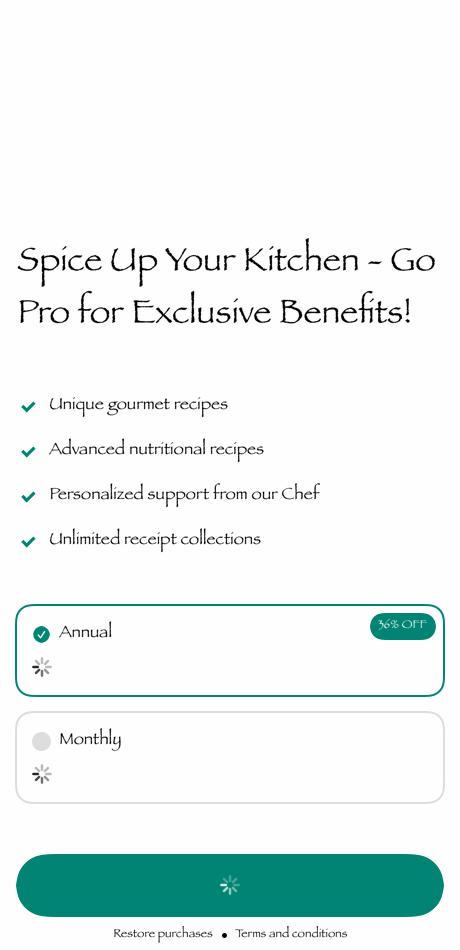 Spice Up Your Kitchen - Go
Pro for Exclusive Benefits!
Unique gourmet recipes
Advanced nutritional recipes
Personalized support from our Chef
Unlimited receipt collections
Annual
36% OFF
Monthly
Restore purchases • Terms and conditions